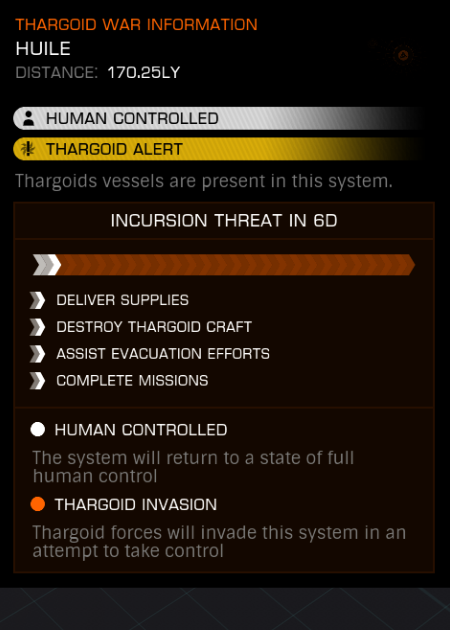 THARGOID WAR INFORMATION
HUILE
DISTANCE: 170.25LY
HUMAN CONTROLLED
THARGOID ALERT
Thargoids vessels are present in this system.
INCURSION THREAT IN 6D
DELIVER SUPPLIES
DESTROY THARGOID CRAFT
ASSIST EVACUATION EFFORTS
COMPLETE MISSIONS
HUMAN CONTROLLED
The system will return to a state of full
human control
THARGOID INVASION
Thargoid forces will invade this system in an
attempt to take control